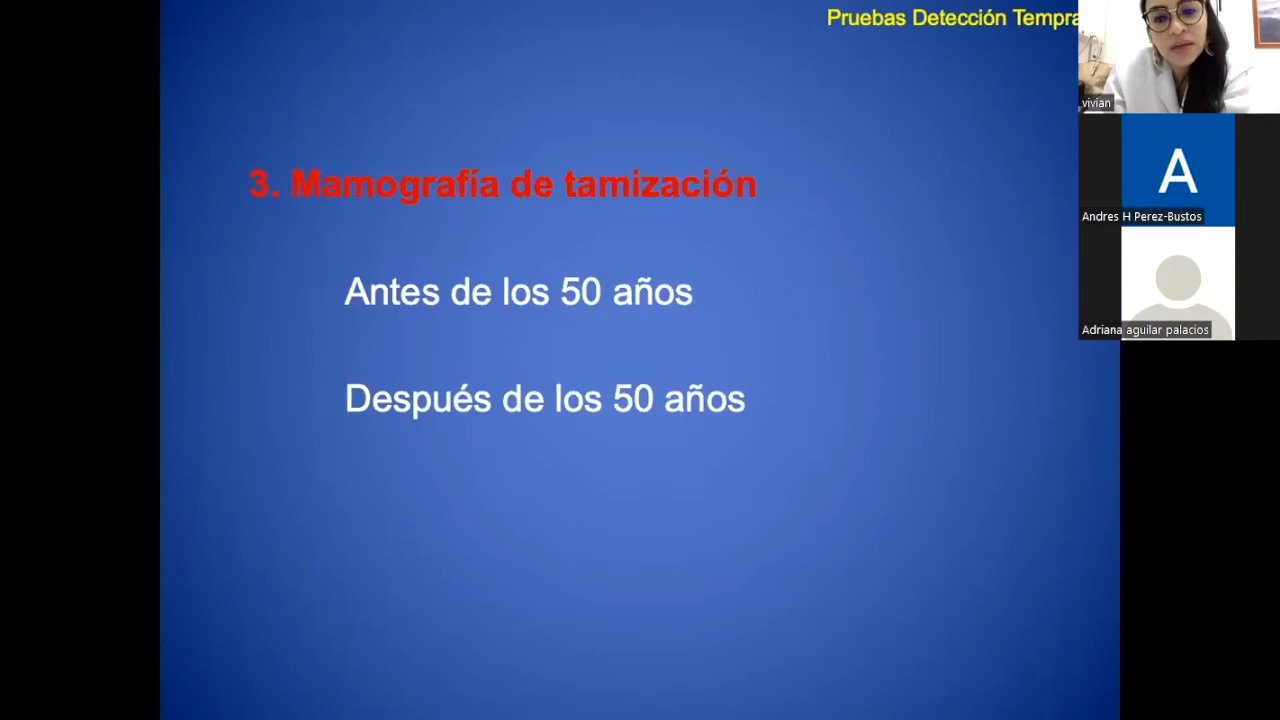 Pruebas Detección
3. Mamografía de tamización
Antes de los 50 años
Después de los 50 años
vivian
A
Andres H Perez-Bustos
Adriana aguilar palacios